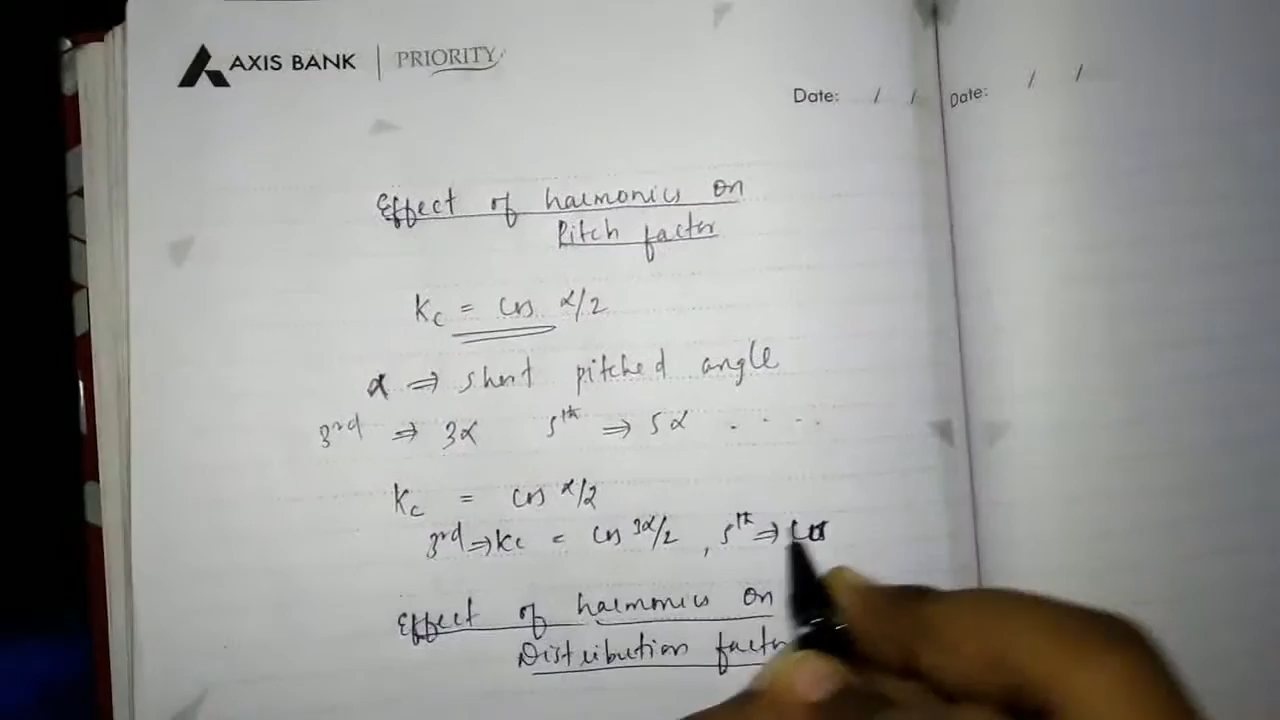 AXIS BANK | PRIORITY
Date: / / Date: / /
Effect of harmonics on
Pitch factor
Kc = cos α/2
α ⇒ short pitched angle
3rd ⇒ 3α 5th ⇒ 5α . . . .
Kc = cos α/2
3rd ⇒ Kc = cos 3α/2 , 5th ⇒ cos
Effect of harmonics on
Distribution factor